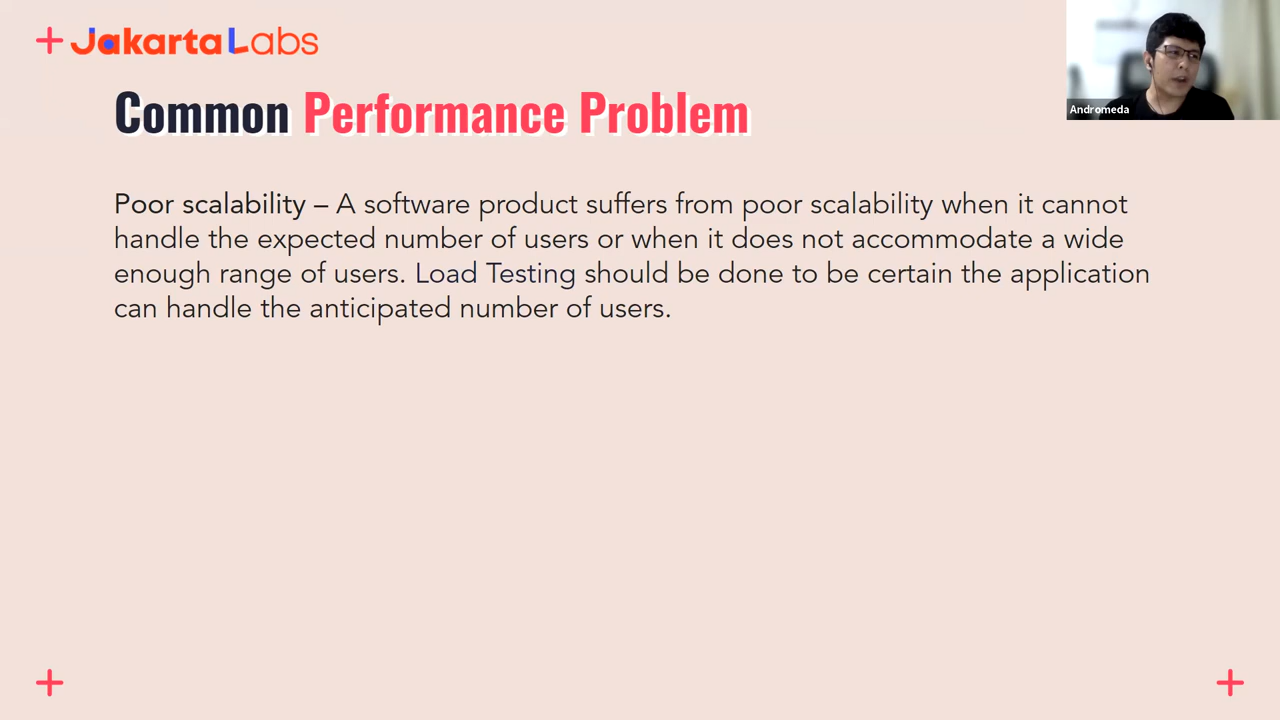 Jakarta Labs
Andromeda
Common Performance Problem
Poor scalability – A software product suffers from poor scalability when it cannot
handle the expected number of users or when it does not accommodate a wide
enough range of users. Load Testing should be done to be certain the application
can handle the anticipated number of users.